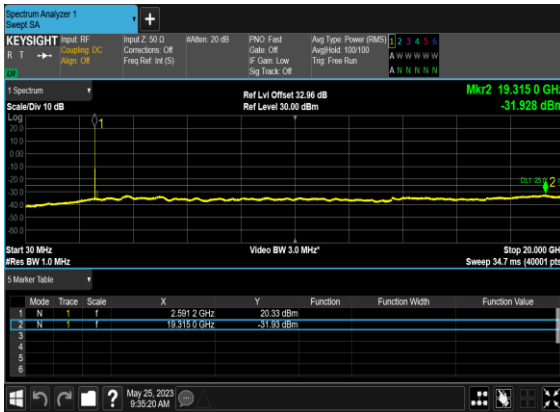 Spectrum Analyzer 1
Swept SA
+
KEYSIGHT Input: RF Input Z: 50 Ω #Atten: 20 dB PNO: Fast Avg Type: Power (RMS) 1 2 3 4 5 6
R T Coupling: DC Corrections: Off Gate: Off Avg|Hold: 100/100 A W W W W W
Align: Off Freq Ref: Int (S) IF Gain: Low Trig: Free Run
Sig Track: Off A N N N N N
1 Spectrum Ref Lvl Offset 32.96 dB Mkr2 19.315 0 GHz
Scale/Div 10 dB Ref Level 30.00 dBm -31.928 dBm
Log
1
20.0
10.0
0.00
-10.0
-20.0
2
-30.0
-40.0
-50.0
-60.0
Start 30 MHz Video BW 3.0 MHz* Stop 20.000 GHz
#Res BW 1.0 MHz Sweep 34.7 ms (40001 pts)
5 Marker Table
Mode Trace Scale X Y Function Function Width Function Value
1 N 1 f 2.591 2 GHz 20.33 dBm
2 N 1 f 19.315 0 GHz -31.93 dBm
3
4
5
6
? May 25, 2023
9:35:20 AM